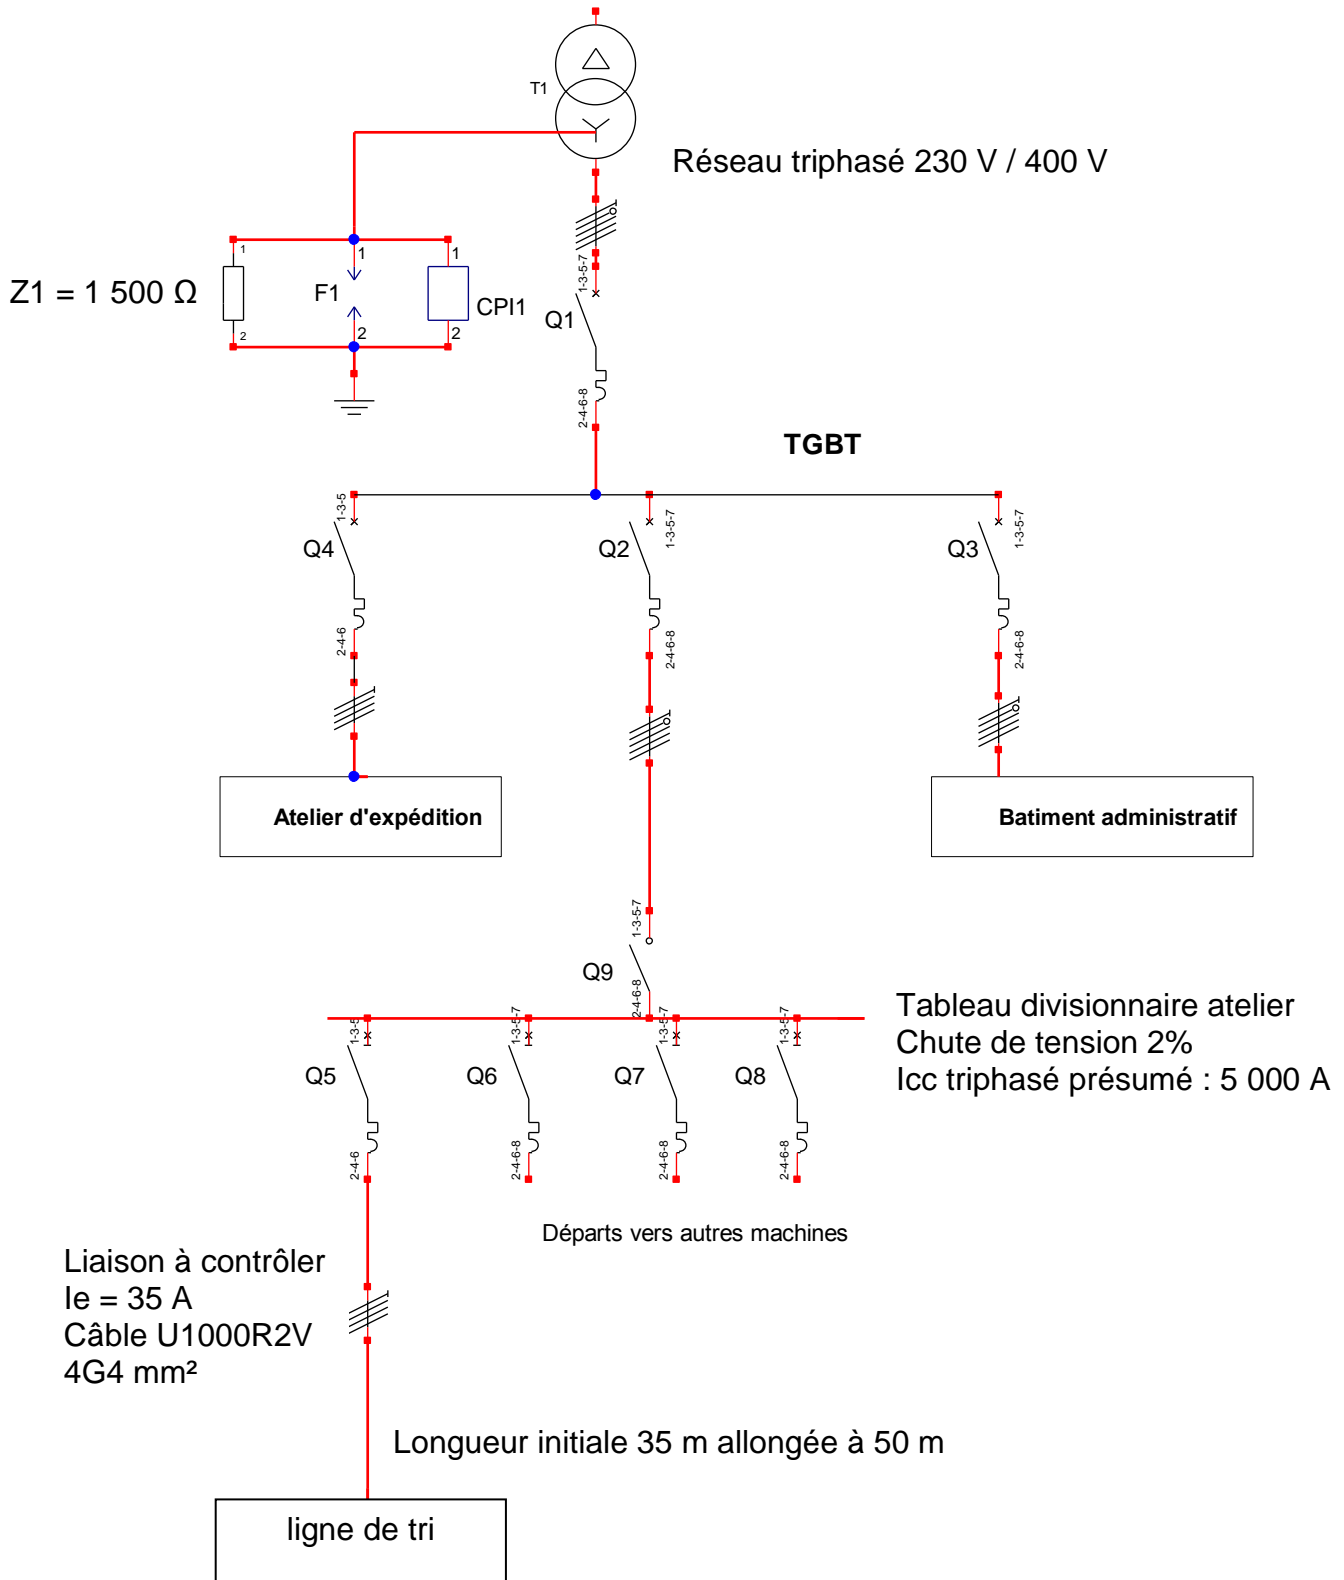 T1
Réseau triphasé 230 V / 400 V
Z1 = 1 500 Ω
1
2
1
F1
2
1
CPI1
2
1-3-5-7
Q1
2-4-6-8
TGBT
1-3-5
Q4
2-4-6
1-3-5-7
Q2
2-4-6-8
1-3-5-7
Q3
2-4-6-8
Atelier d'expédition
Batiment administratif
1-3-5-7
Q9
2-4-6-8
Tableau divisionnaire atelier
Chute de tension 2%
Icc triphasé présumé : 5 000 A
1-3-5
Q5
2-4-6
1-3-5-7
Q6
2-4-6-8
1-3-5-7
Q7
2-4-6-8
1-3-5-7
Q8
2-4-6-8
Départs vers autres machines
Liaison à contrôler
Ie = 35 A
Câble U1000R2V
4G4 mm²
Longueur initiale 35 m allongée à 50 m
ligne de tri